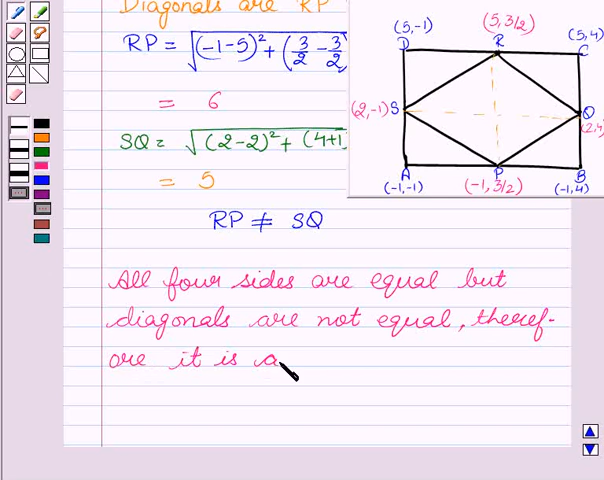 Diagonals are RP
RP = √(-1-5)² + (3/2 - 3/2)
= 6
SQ = √(2-2)² + (4+1)
= 5
RP ≠ SQ
All four sides are equal but
diagonals are not equal, theref-
ore it is a
(5,-1)
D
(5,3/2)
R
(5,4)
C
(2,-1) S
Q
(2,4
A
(-1,-1)
P
(-1,3/2)
B
(-1,4)